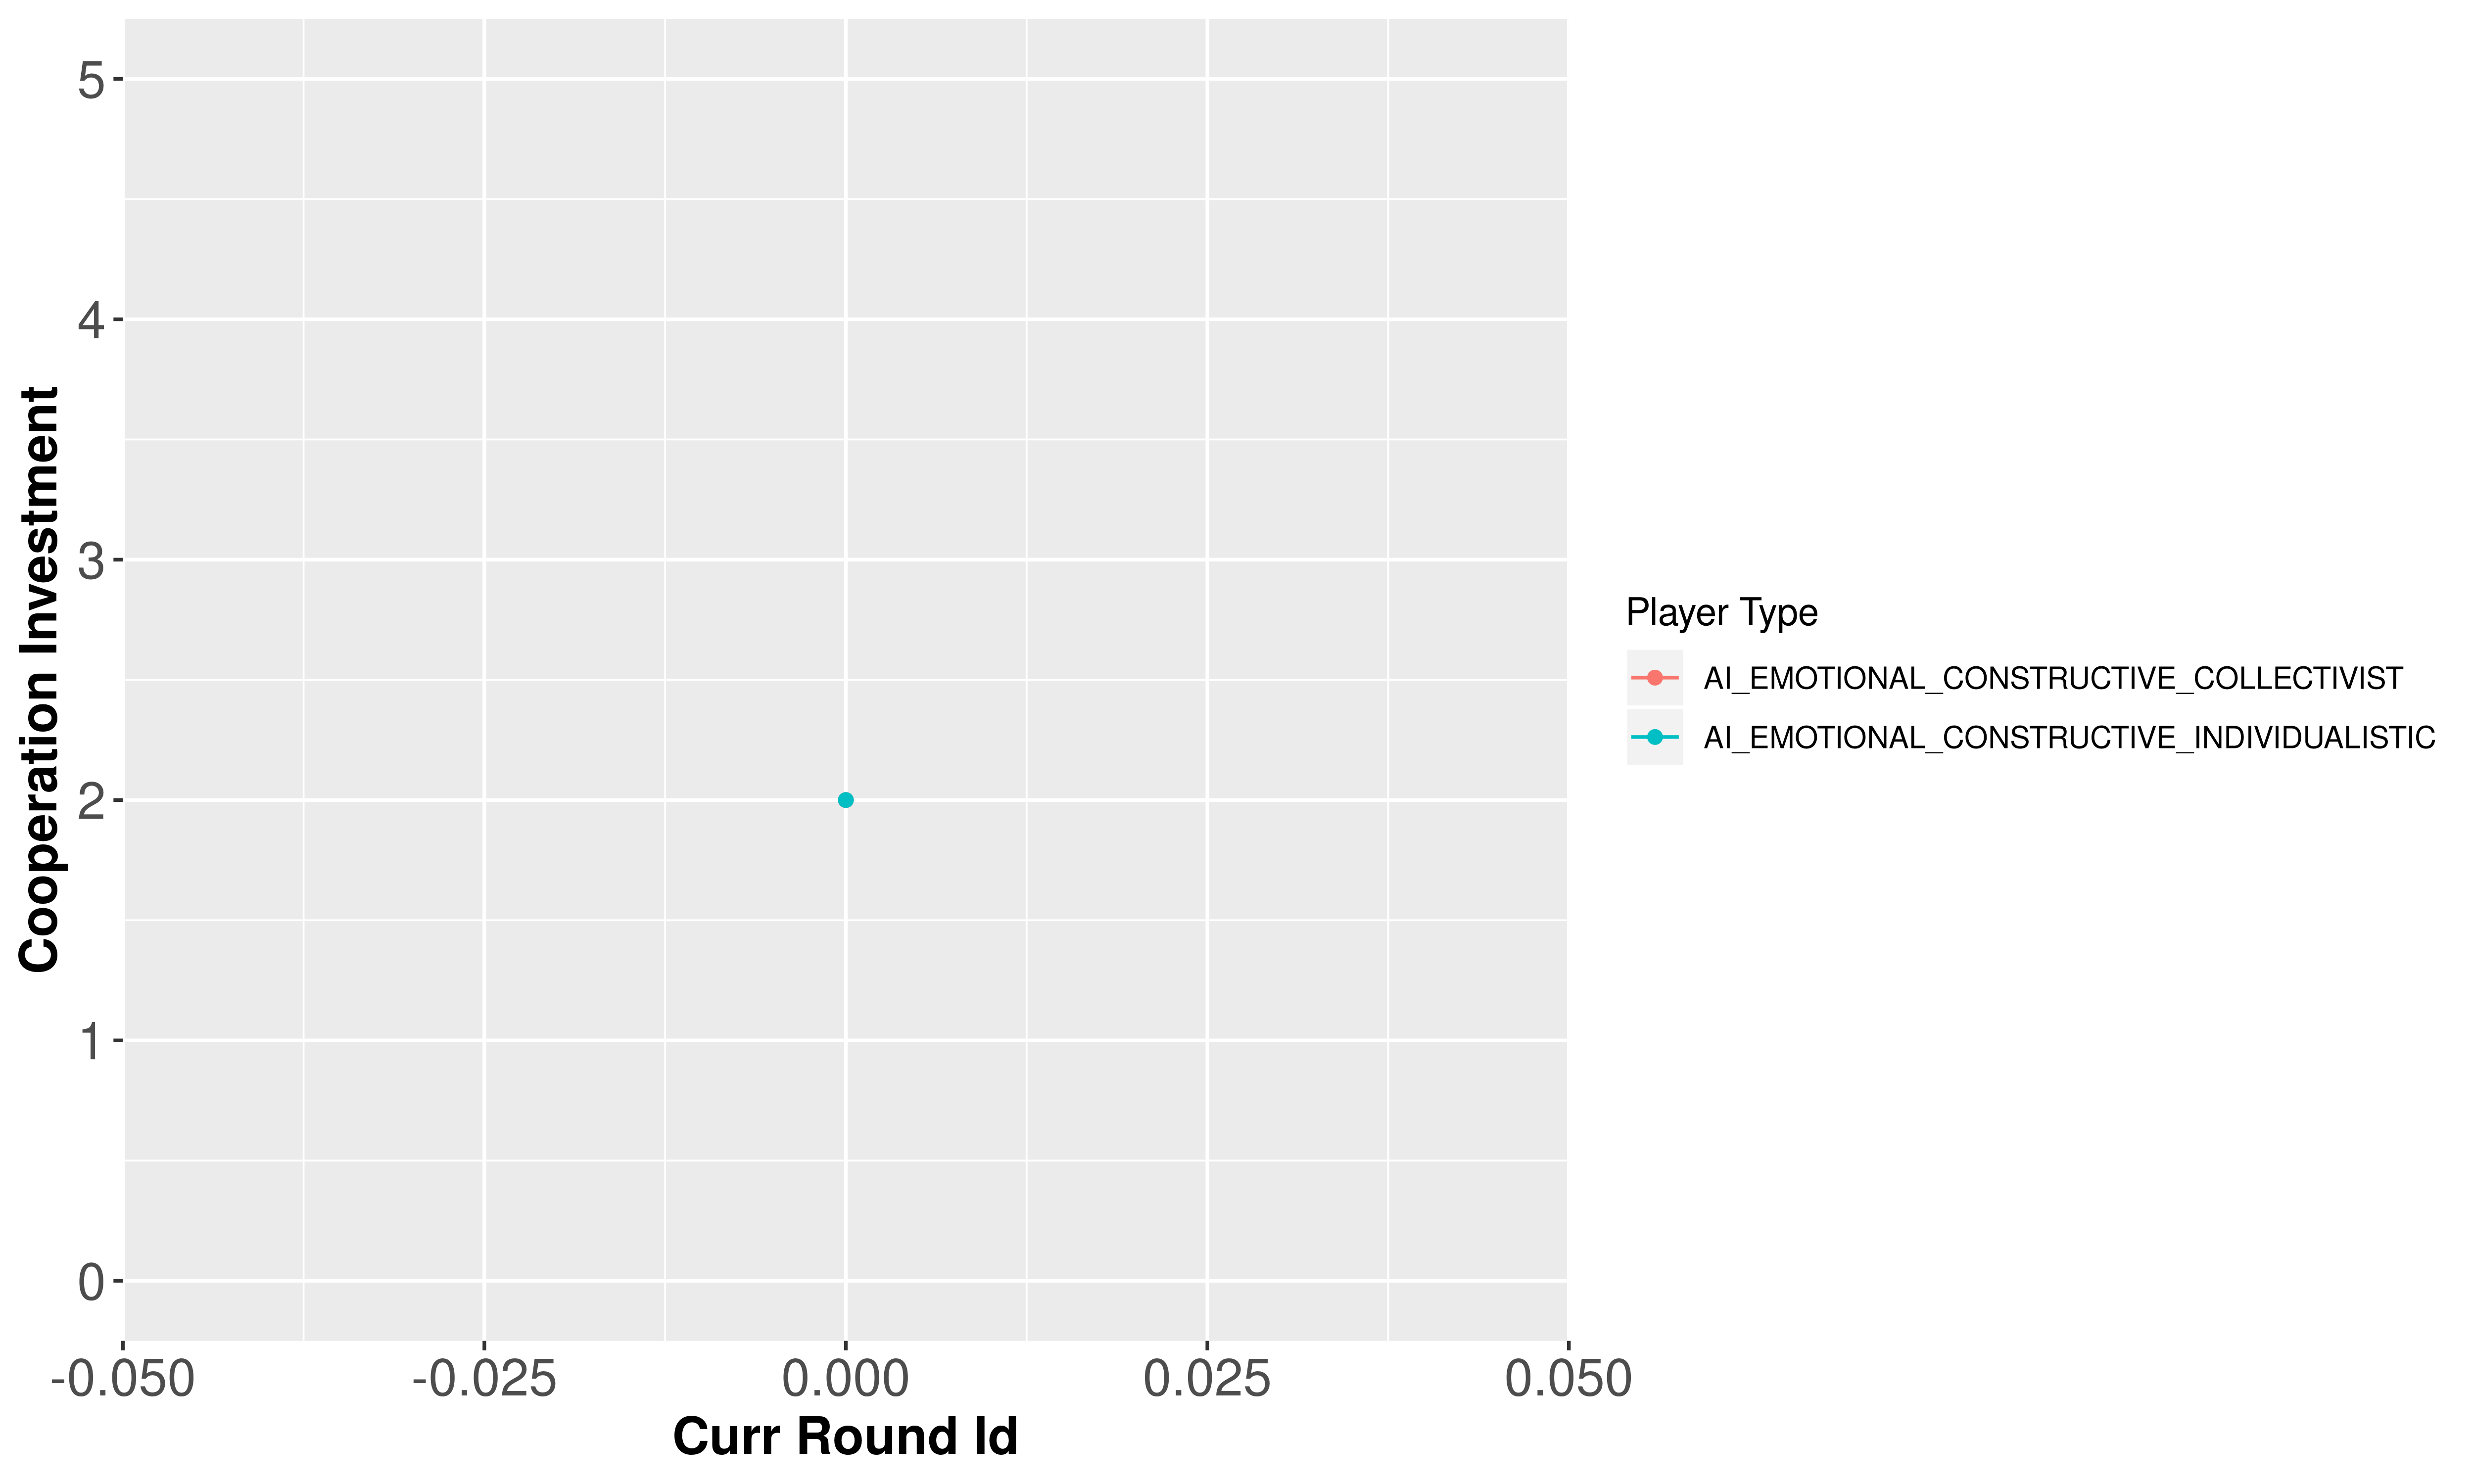 Cooperation Investment
5
4
3
2
1
0
-0.050 -0.025 0.000 0.025 0.050
Curr Round Id
Player Type
AI_EMOTIONAL_CONSTRUCTIVE_COLLECTIVIST
AI_EMOTIONAL_CONSTRUCTIVE_INDIVIDUALISTIC